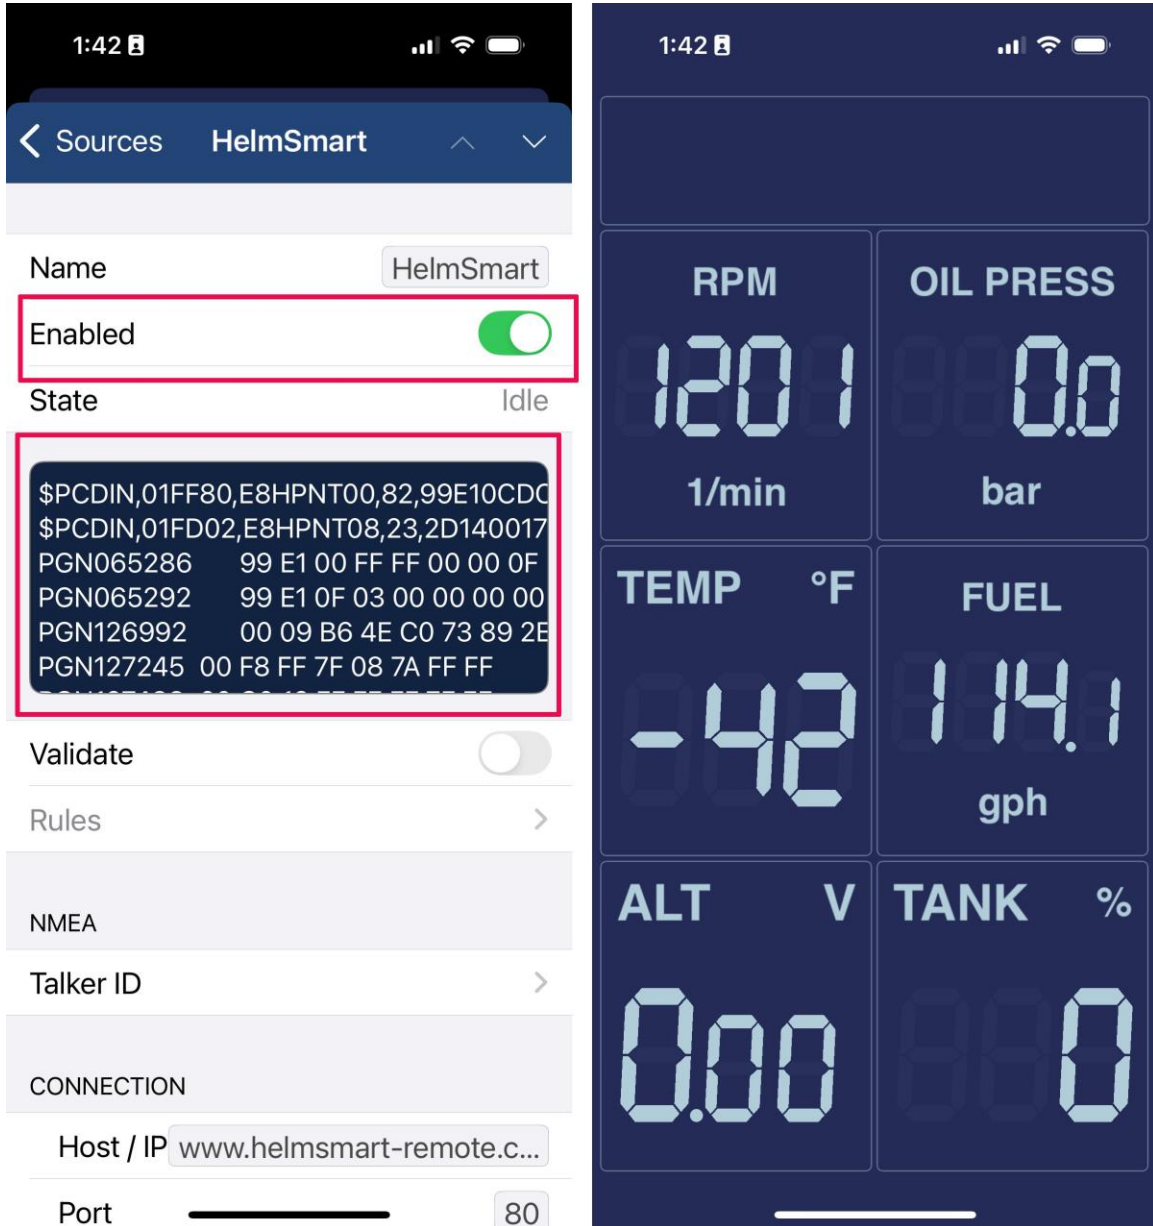 1:42
Sources HelmSmart
Name HelmSmart
Enabled
State Idle
$PCDIN,01FF80,E8HPNT00,82,99E10CDC
$PCDIN,01FD02,E8HPNT08,23,2D140017
PGN065286 99 E1 00 FF FF 00 00 0F
PGN065292 99 E1 0F 03 00 00 00 00
PGN126992 00 09 B6 4E C0 73 89 2E
PGN127245 00 F8 FF 7F 08 7A FF FF
Validate
Rules
NMEA
Talker ID
CONNECTION
Host / IP www.helmsmart-remote.c...
Port 80
1:42
RPM
1201
1/min
OIL PRESS
0.0
bar
TEMP °F
-42
FUEL
114.1
gph
ALT V
0.00
TANK %
0